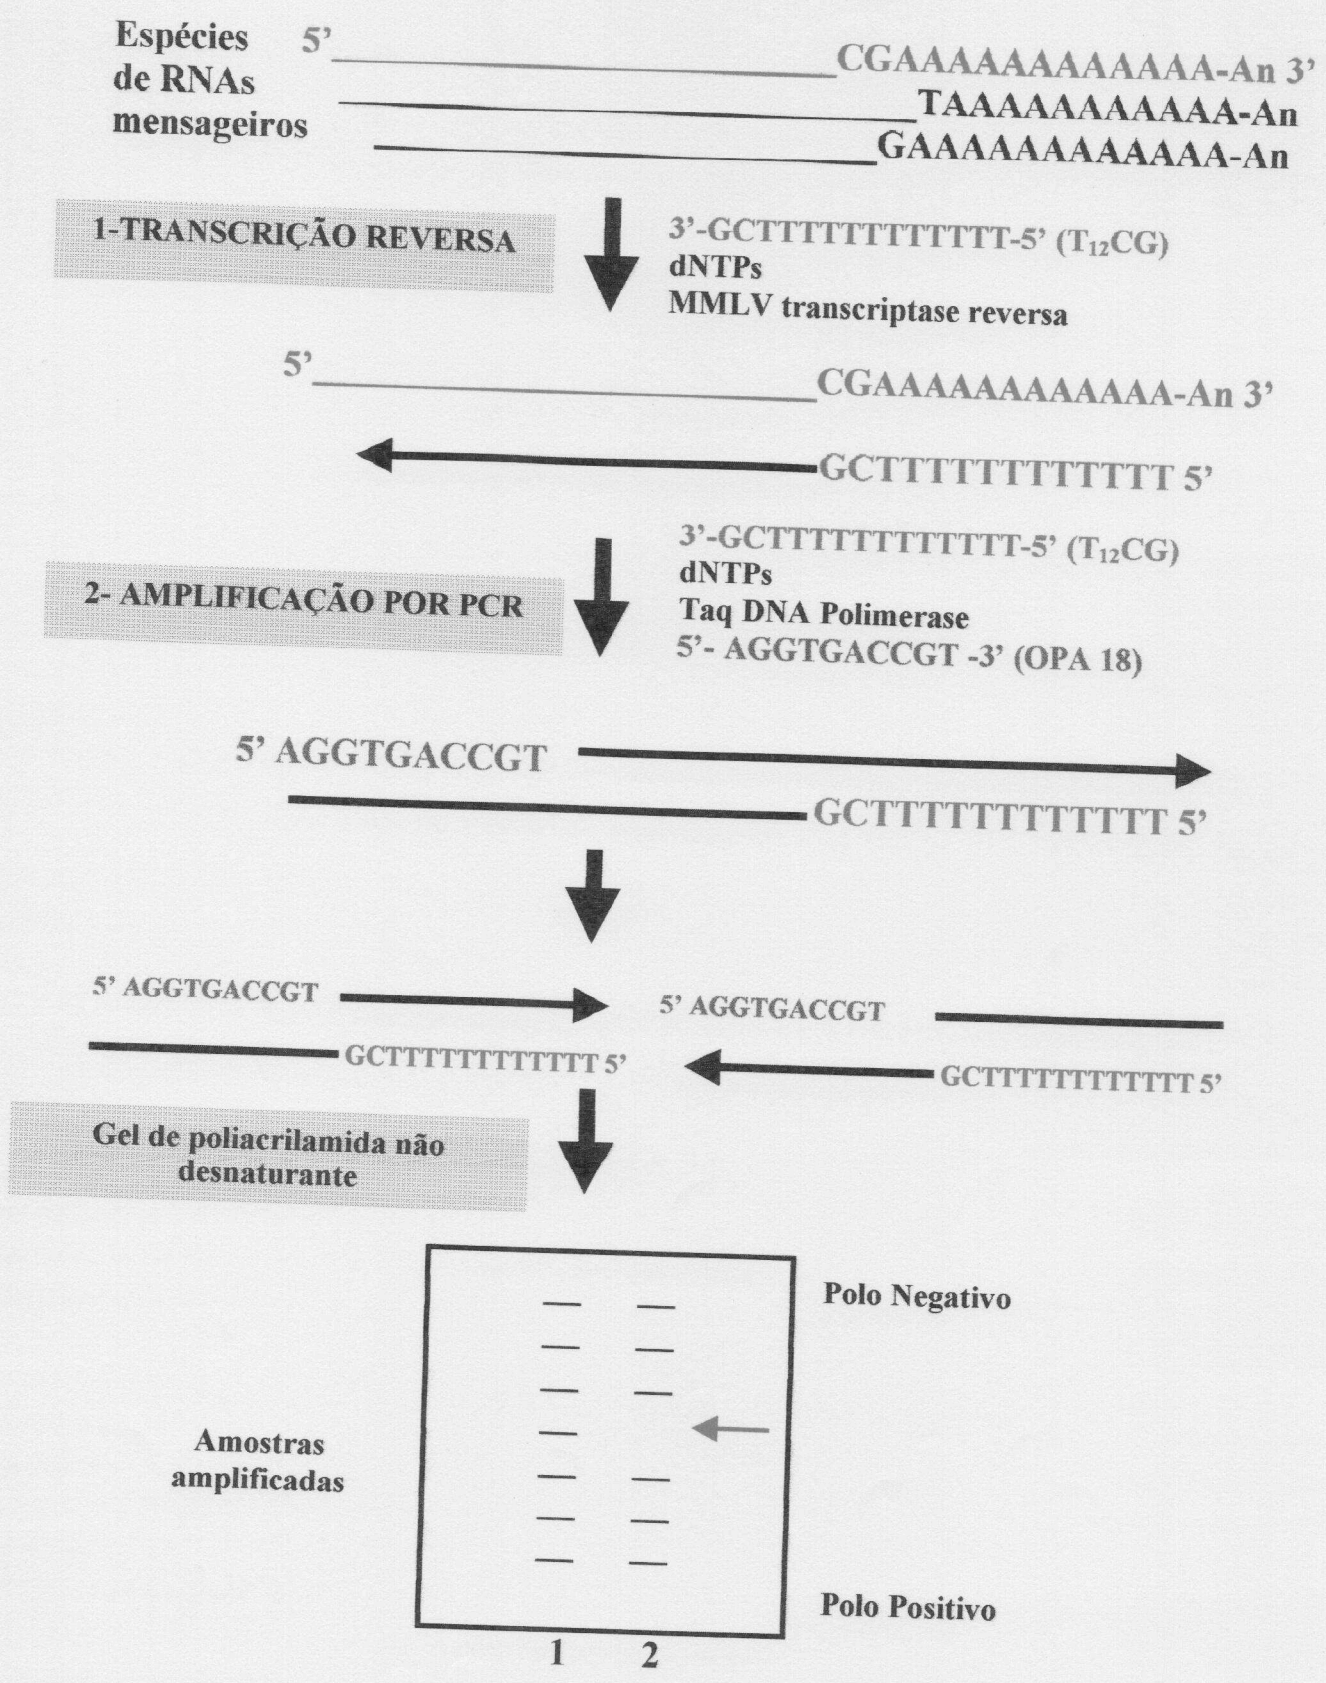 Espécies
de RNAs
mensageiros
5’
CGAAAAAAAAAAAA-An 3’
TAAAAAAAAAAAA-An
GAAAAAAAAAAAAA-An
1-TRANSCRIÇÃO REVERSA
3’-GCTTTTTTTTTTTT-5’ (T₁₂CG)
dNTPs
MMLV transcriptase reversa
5’
CGAAAAAAAAAAAA-An 3’
GCTTTTTTTTTTTT 5’
2- AMPLIFICAÇÃO POR PCR
3’-GCTTTTTTTTTTTT-5’ (T₁₂CG)
dNTPs
Taq DNA Polimerase
5’- AGGTGACCGT -3’ (OPA 18)
5’ AGGTGACCGT
GCTTTTTTTTTTTT 5’
5’ AGGTGACCGT
GCTTTTTTTTTTTT 5’
5’ AGGTGACCGT
GCTTTTTTTTTTTT 5’
Gel de poliacrilamida não
desnaturante
Polo Negativo
Amostras
amplificadas
Polo Positivo
1 2